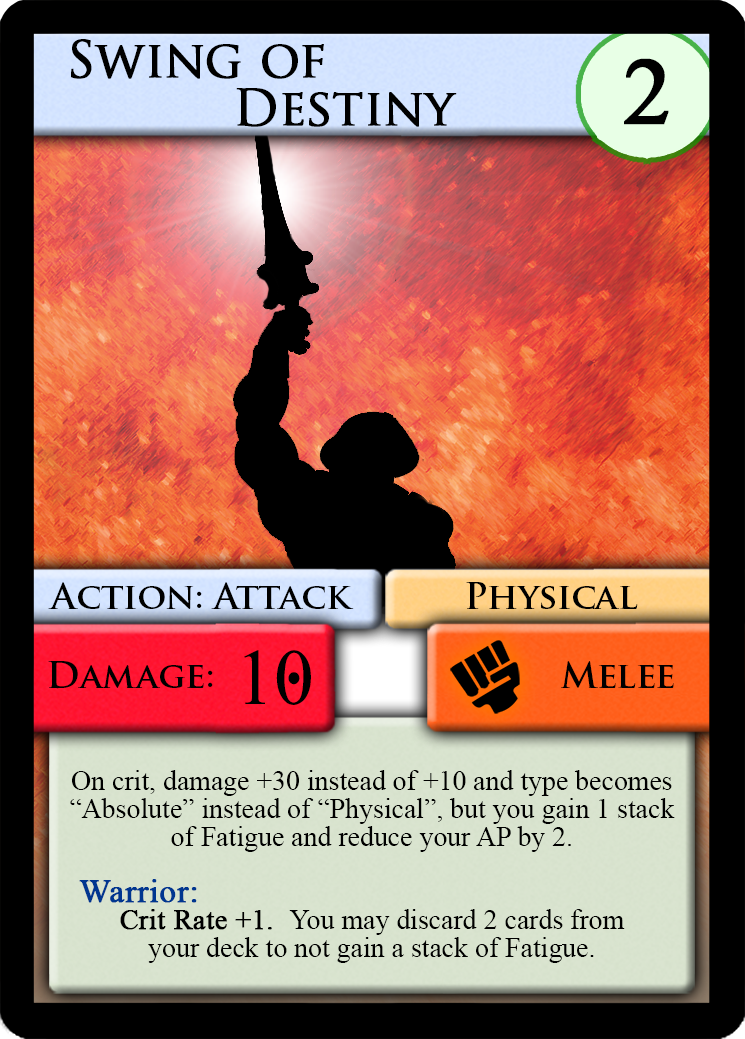 Swing of
Destiny
2
Action: Attack
Physical
Damage: 10
Melee
On crit, damage +30 instead of +10 and type becomes
“Absolute” instead of “Physical”, but you gain 1 stack
of Fatigue and reduce your AP by 2.
Warrior:
Crit Rate +1. You may discard 2 cards from
your deck to not gain a stack of Fatigue.